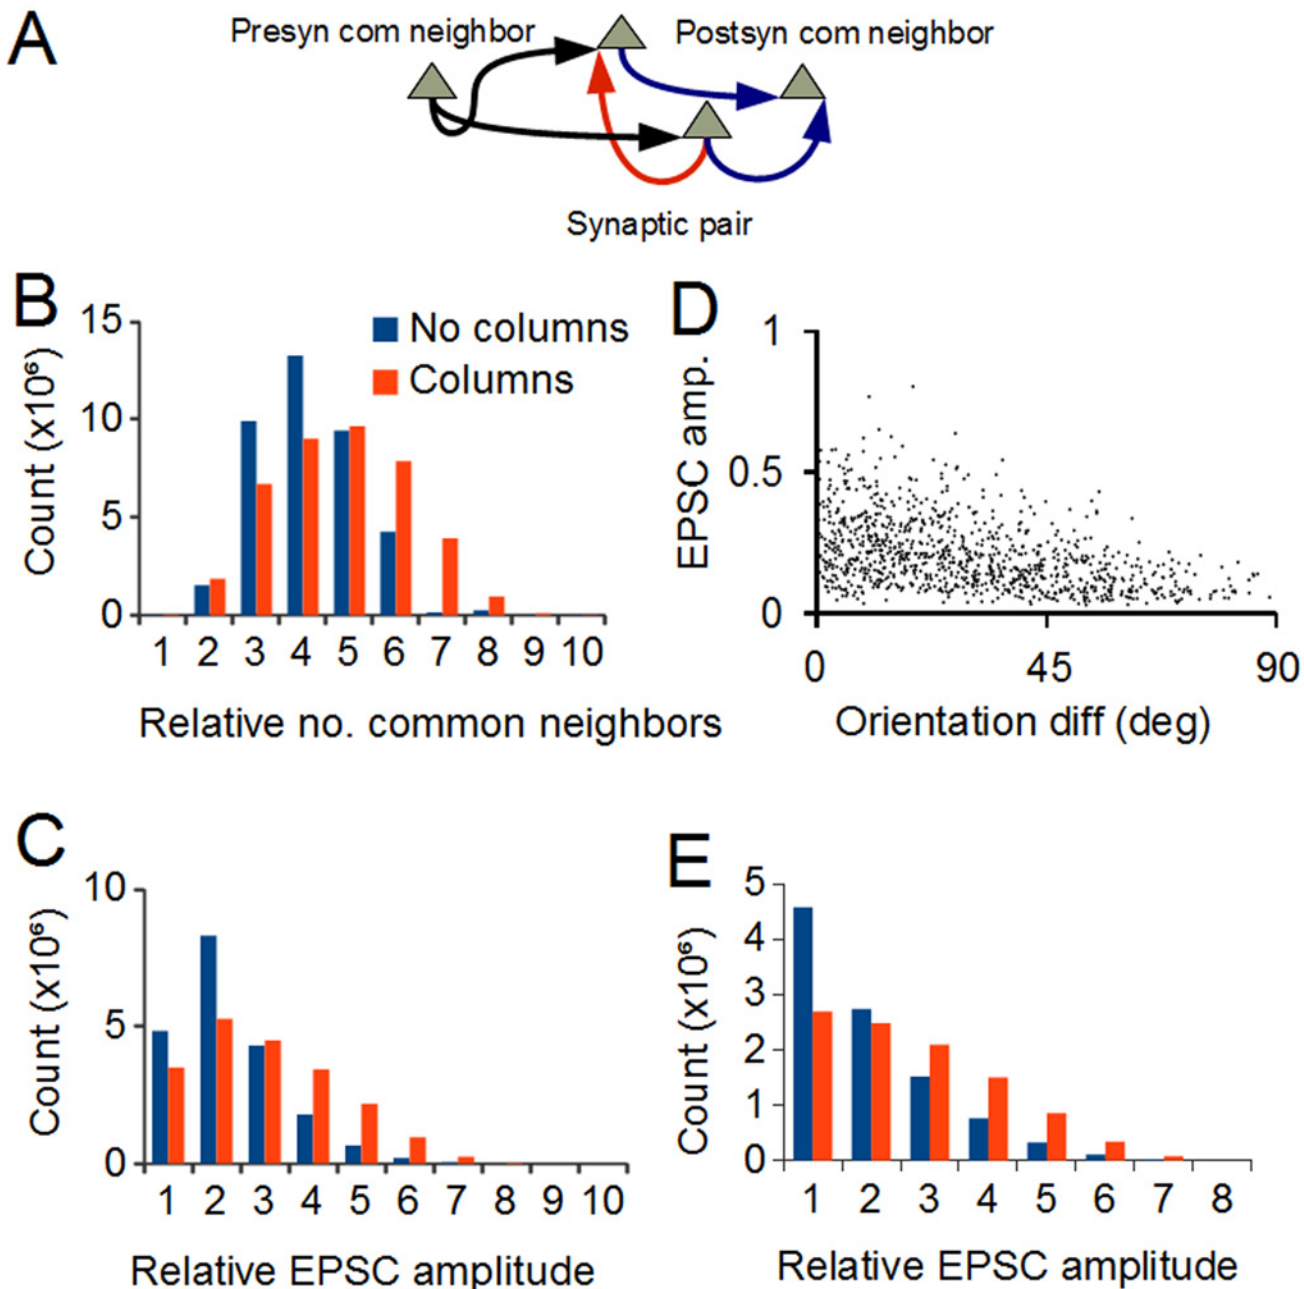 A
Presyn com neighbor
Postsyn com neighbor
Synaptic pair
B
15
10
5
0
Count (x10⁶)
No columns
Columns
1 2 3 4 5 6 7 8 9 10
Relative no. common neighbors
D
1
0.5
0
EPSC amp.
0 45 90
Orientation diff (deg)
C
10
5
0
Count (x10⁶)
1 2 3 4 5 6 7 8 9 10
Relative EPSC amplitude
E
5
4
3
2
1
0
Count (x10⁶)
1 2 3 4 5 6 7 8
Relative EPSC amplitude